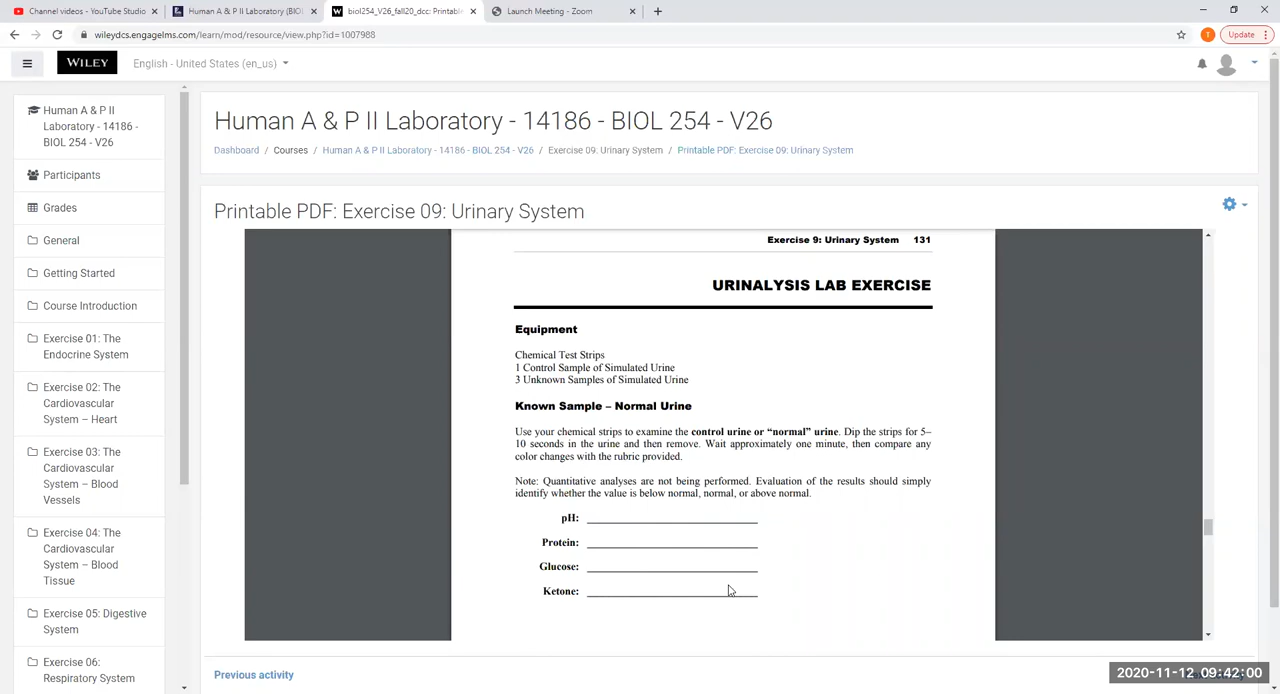 Channel videos - YouTube Studio
Human A & P II Laboratory (BIOL
biol254_V26_fall20_dcc: Printable
Launch Meeting - Zoom
wileydcs.engagelms.com/learn/mod/resource/view.php?id=1007988
T
Update
WILEY
English - United States (en_us)
Human A & P II
Laboratory - 14186 -
BIOL 254 - V26
Participants
Grades
General
Getting Started
Course Introduction
Exercise 01: The
Endocrine System
Exercise 02: The
Cardiovascular
System – Heart
Exercise 03: The
Cardiovascular
System – Blood
Vessels
Exercise 04: The
Cardiovascular
System – Blood
Tissue
Exercise 05: Digestive
System
Exercise 06:
Respiratory System
Human A & P II Laboratory - 14186 - BIOL 254 - V26
Dashboard / Courses / Human A & P II Laboratory - 14186 - BIOL 254 - V26 / Exercise 09: Urinary System / Printable PDF: Exercise 09: Urinary System
Printable PDF: Exercise 09: Urinary System
Exercise 9: Urinary System 131
URINALYSIS LAB EXERCISE
Equipment
Chemical Test Strips
1 Control Sample of Simulated Urine
3 Unknown Samples of Simulated Urine
Known Sample – Normal Urine
Use your chemical strips to examine the control urine or “normal” urine. Dip the strips for 5–
10 seconds in the urine and then remove. Wait approximately one minute, then compare any
color changes with the rubric provided.
Note: Quantitative analyses are not being performed. Evaluation of the results should simply
identify whether the value is below normal, normal, or above normal.
pH:
Protein:
Glucose:
Ketone:
Previous activity
2020-11-12 09:42:00